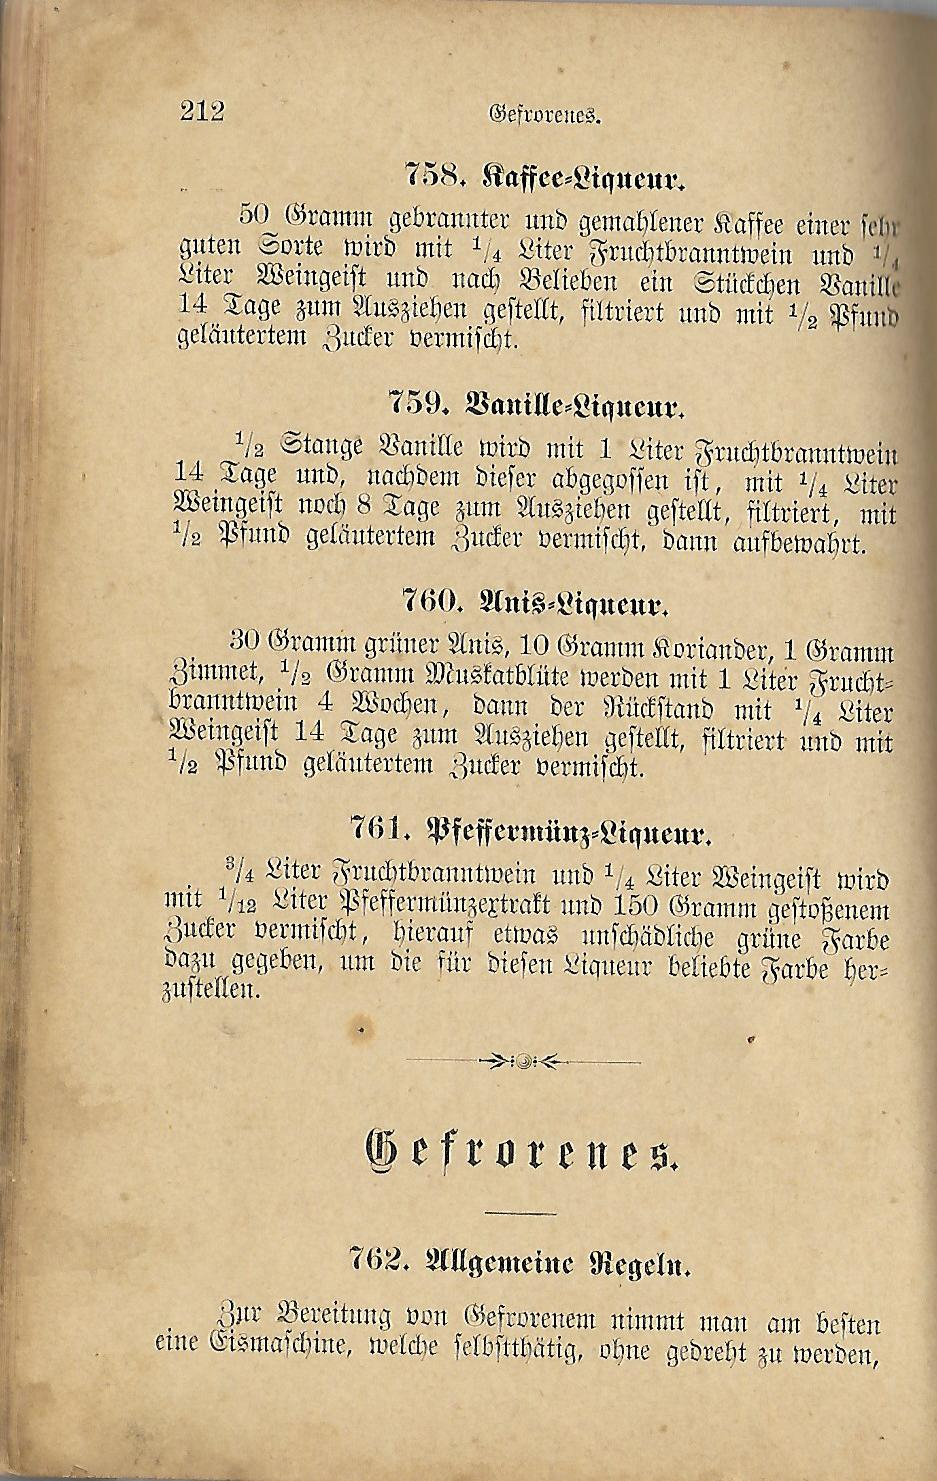 212
Gefrorenes.
758. Kaffee-Liqueur.
50 Gramm gebrannter und gemahlener Kaffee einer sehr
guten Sorte wird mit 1/4 Liter Fruchtbranntwein und 1/4
Liter Weingeist und nach Belieben ein Stückchen Vanille
14 Tage zum Ausziehen gestellt, filtriert und mit 1/2 Pfund
geläutertem Zucker vermischt.
759. Vanille-Liqueur.
1/2 Stange Vanille wird mit 1 Liter Fruchtbranntwein
14 Tage und, nachdem dieser abgegossen ist, mit 1/4 Liter
Weingeist noch 8 Tage zum Ausziehen gestellt, filtriert, mit
1/2 Pfund geläutertem Zucker vermischt, dann aufbewahrt.
760. Anis-Liqueur.
30 Gramm grüner Anis, 10 Gramm Koriander, 1 Gramm
Zimmet, 1/2 Gramm Muskatblüte werden mit 1 Liter Frucht-
branntwein 4 Wochen, dann der Rückstand mit 1/4 Liter
Weingeist 14 Tage zum Ausziehen gestellt, filtriert und mit
1/2 Pfund geläutertem Zucker vermischt.
761. Pfeffermünz-Liqueur.
3/4 Liter Fruchtbranntwein und 1/4 Liter Weingeist wird
mit 1/12 Liter Pfeffermünzextrakt und 150 Gramm gestoßenem
Zucker vermischt, hierauf etwas unschädliche grüne Farbe
dazu gegeben, um die für diesen Liqueur beliebte Farbe her-
zustellen.
Gefrorenes.
762. Allgemeine Regeln.
Zur Bereitung von Gefrorenem nimmt man am besten
eine Eismaschine, welche selbstthätig, ohne gedreht zu werden,